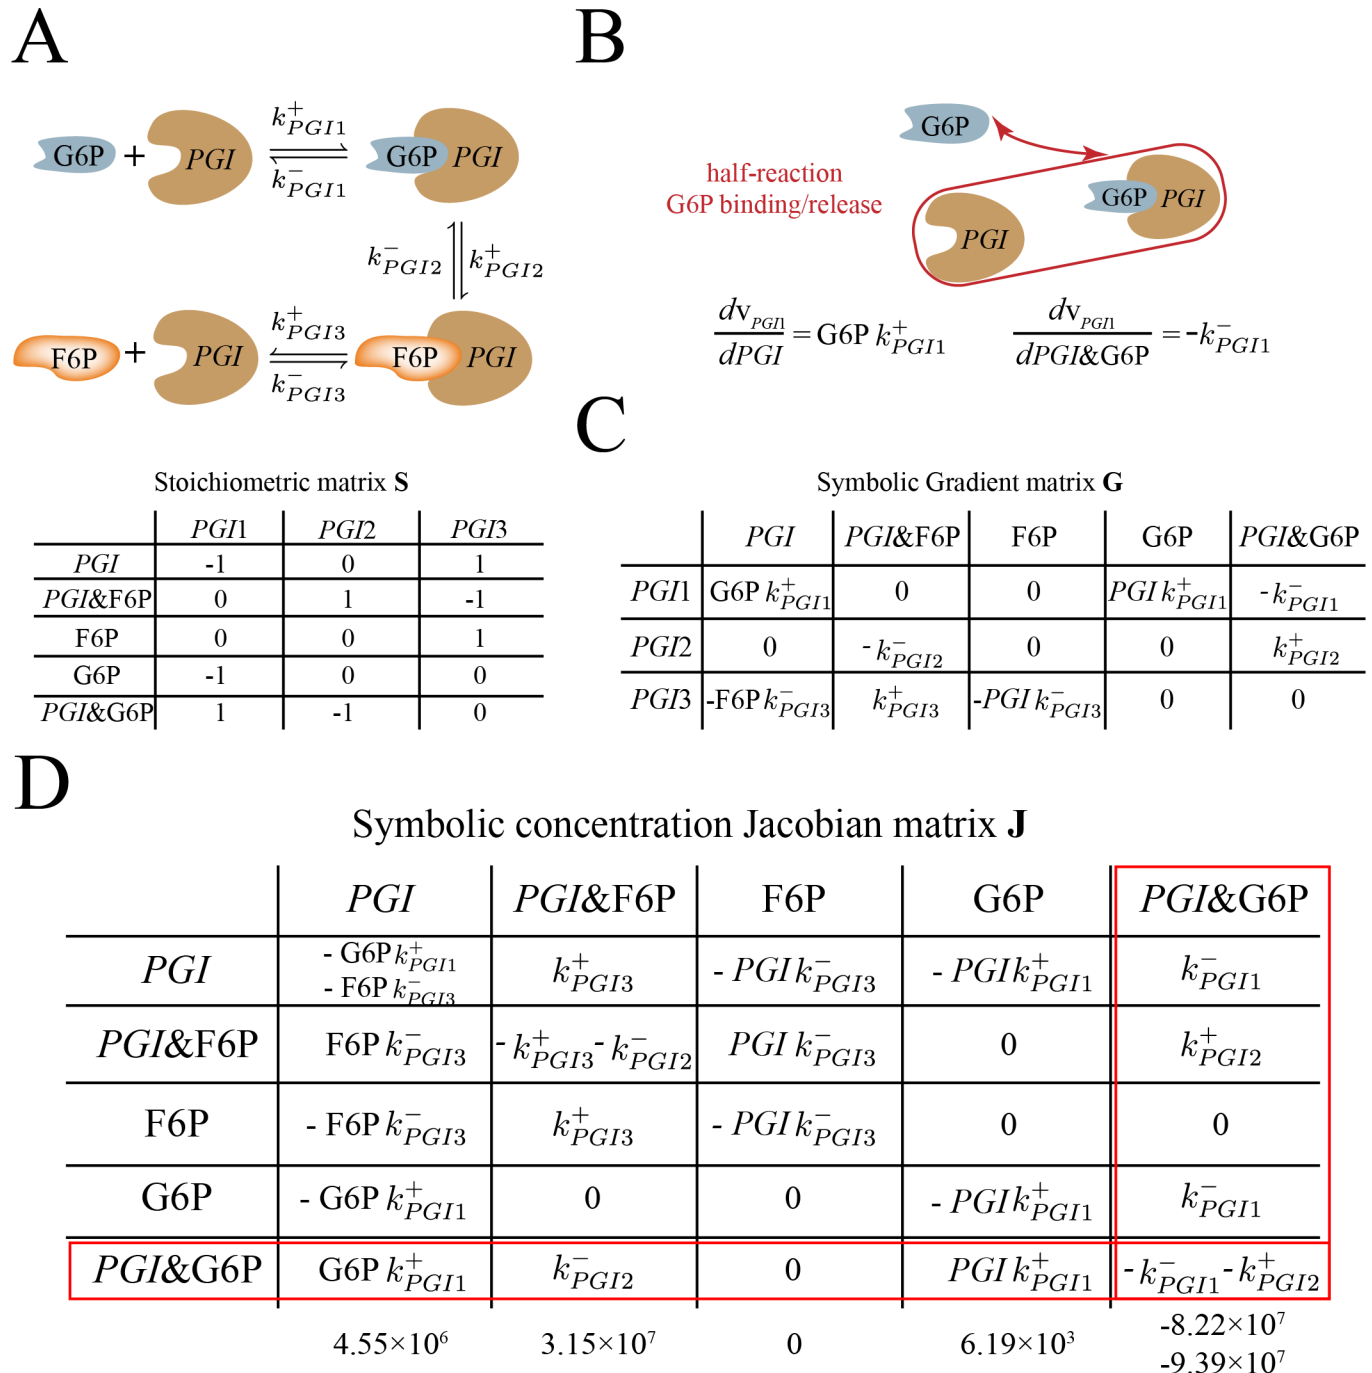 A
G6P + PGI k⁺PGI1 k⁻PGI1 G6P PGI
k⁻PGI2 k⁺PGI2
F6P + PGI k⁺PGI3 k⁻PGI3 F6P PGI
Stoichiometric matrix S
PGI1 PGI2 PGI3
PGI -1 0 1
PGI&F6P 0 1 -1
F6P 0 0 1
G6P -1 0 0
PGI&G6P 1 -1 0
B
G6P
half-reaction
G6P binding/release
G6P PGI
PGI
dvPGI1/dPGI = G6P k⁺PGI1
dvPGI1/dPGI&G6P = -k⁻PGI1
C
Symbolic Gradient matrix G
PGI PGI&F6P F6P G6P PGI&G6P
PGI1 G6P k⁺PGI1 0 0 PGI k⁺PGI1 -k⁻PGI1
PGI2 0 -k⁻PGI2 0 0 k⁺PGI2
PGI3 -F6P k⁻PGI3 k⁺PGI3 -PGI k⁻PGI3 0 0
D
Symbolic concentration Jacobian matrix J
PGI PGI&F6P F6P G6P PGI&G6P
PGI - G6P k⁺PGI1 - F6P k⁻PGI3 k⁺PGI3 - PGI k⁻PGI3 - PGI k⁺PGI1 k⁻PGI1
PGI&F6P F6P k⁻PGI3 -k⁺PGI3 - k⁻PGI2 PGI k⁻PGI3 0 k⁺PGI2
F6P - F6P k⁻PGI3 k⁺PGI3 - PGI k⁻PGI3 0 0
G6P - G6P k⁺PGI1 0 0 - PGI k⁺PGI1 k⁻PGI1
PGI&G6P G6P k⁺PGI1 k⁻PGI2 0 PGI k⁺PGI1 -k⁻PGI1 - k⁺PGI2
4.55×10⁶ 3.15×10⁷ 0 6.19×10³ -8.22×10⁷
-9.39×10⁷